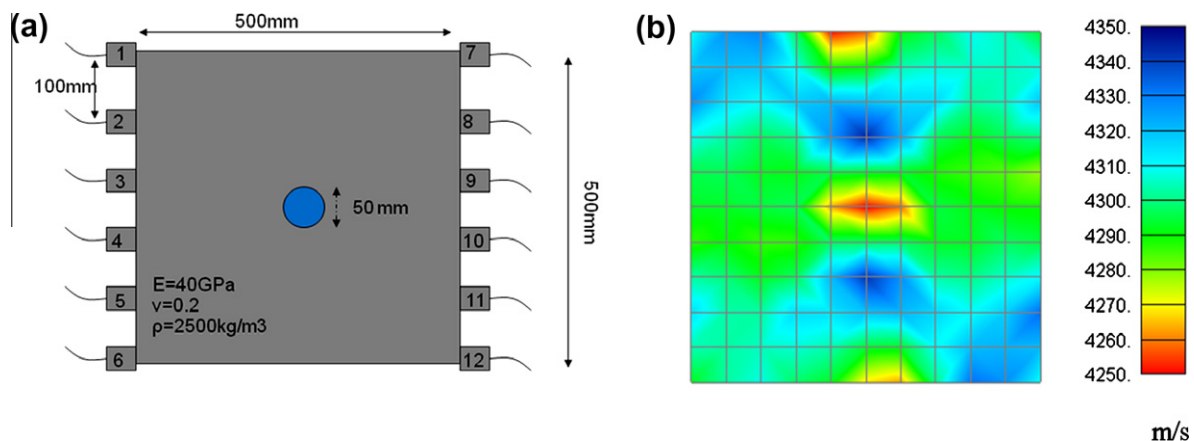 (a)
500mm
1
2
3
4
5
6
7
8
9
10
11
12
100mm
50 mm
500mm
E=40GPa
ν=0.2
ρ=2500kg/m3
(b)
4350.
4340.
4330.
4320.
4310.
4300.
4290.
4280.
4270.
4260.
4250.
m/s